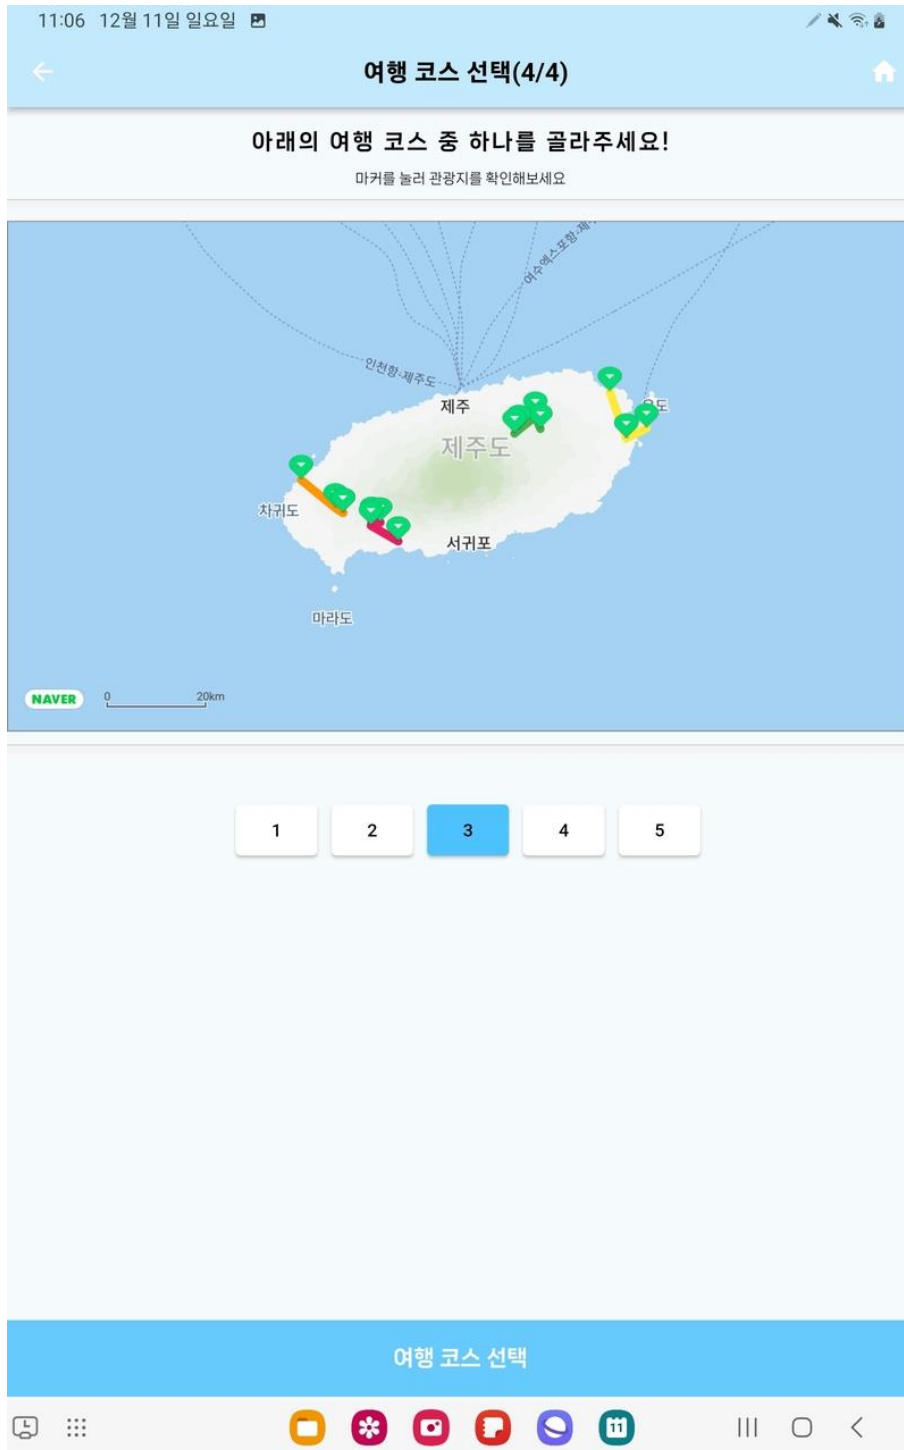 11:06 12월 11일 일요일
여행 코스 선택(4/4)
아래의 여행 코스 중 하나를 골라주세요!
마커를 눌러 관광지를 확인해보세요
인천항-제주도
제주
제주도
차귀도
서귀포
마라도
NAVER 0 20km
1 2 3 4 5
여행 코스 선택
11